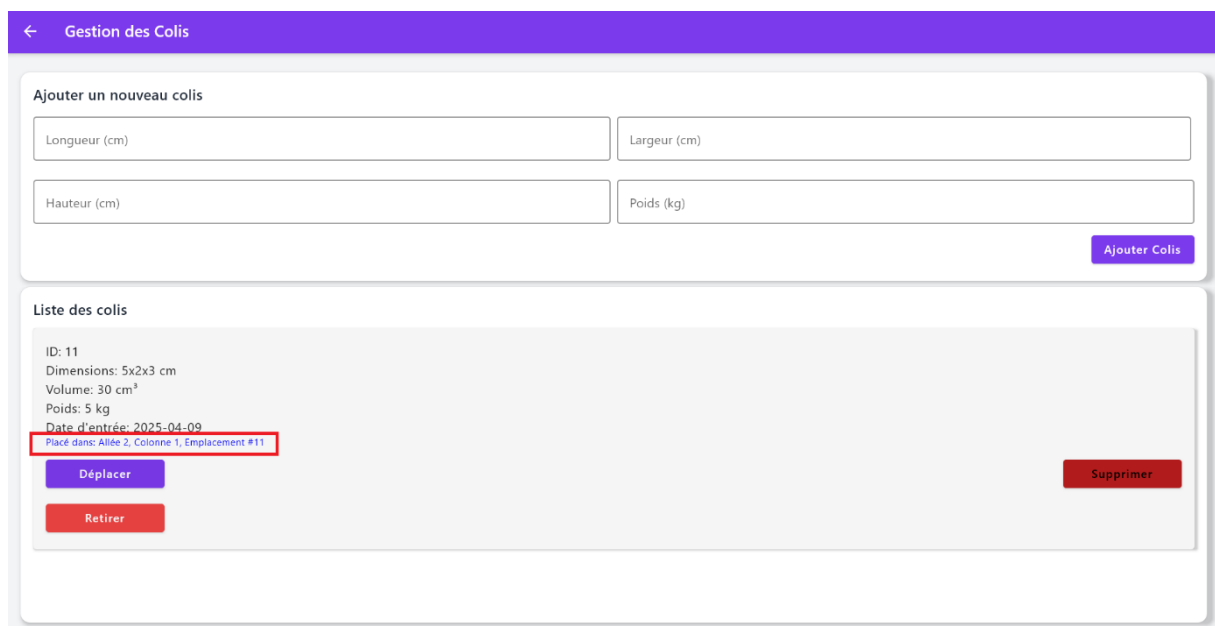 Gestion des Colis
Ajouter un nouveau colis
Longueur (cm)
Largeur (cm)
Hauteur (cm)
Poids (kg)
Ajouter Colis
Liste des colis
ID: 11
Dimensions: 5x2x3 cm
Volume: 30 cm³
Poids: 5 kg
Date d'entrée: 2025-04-09
Placé dans: Allée 2, Colonne 1, Emplacement #11
Déplacer
Supprimer
Retirer